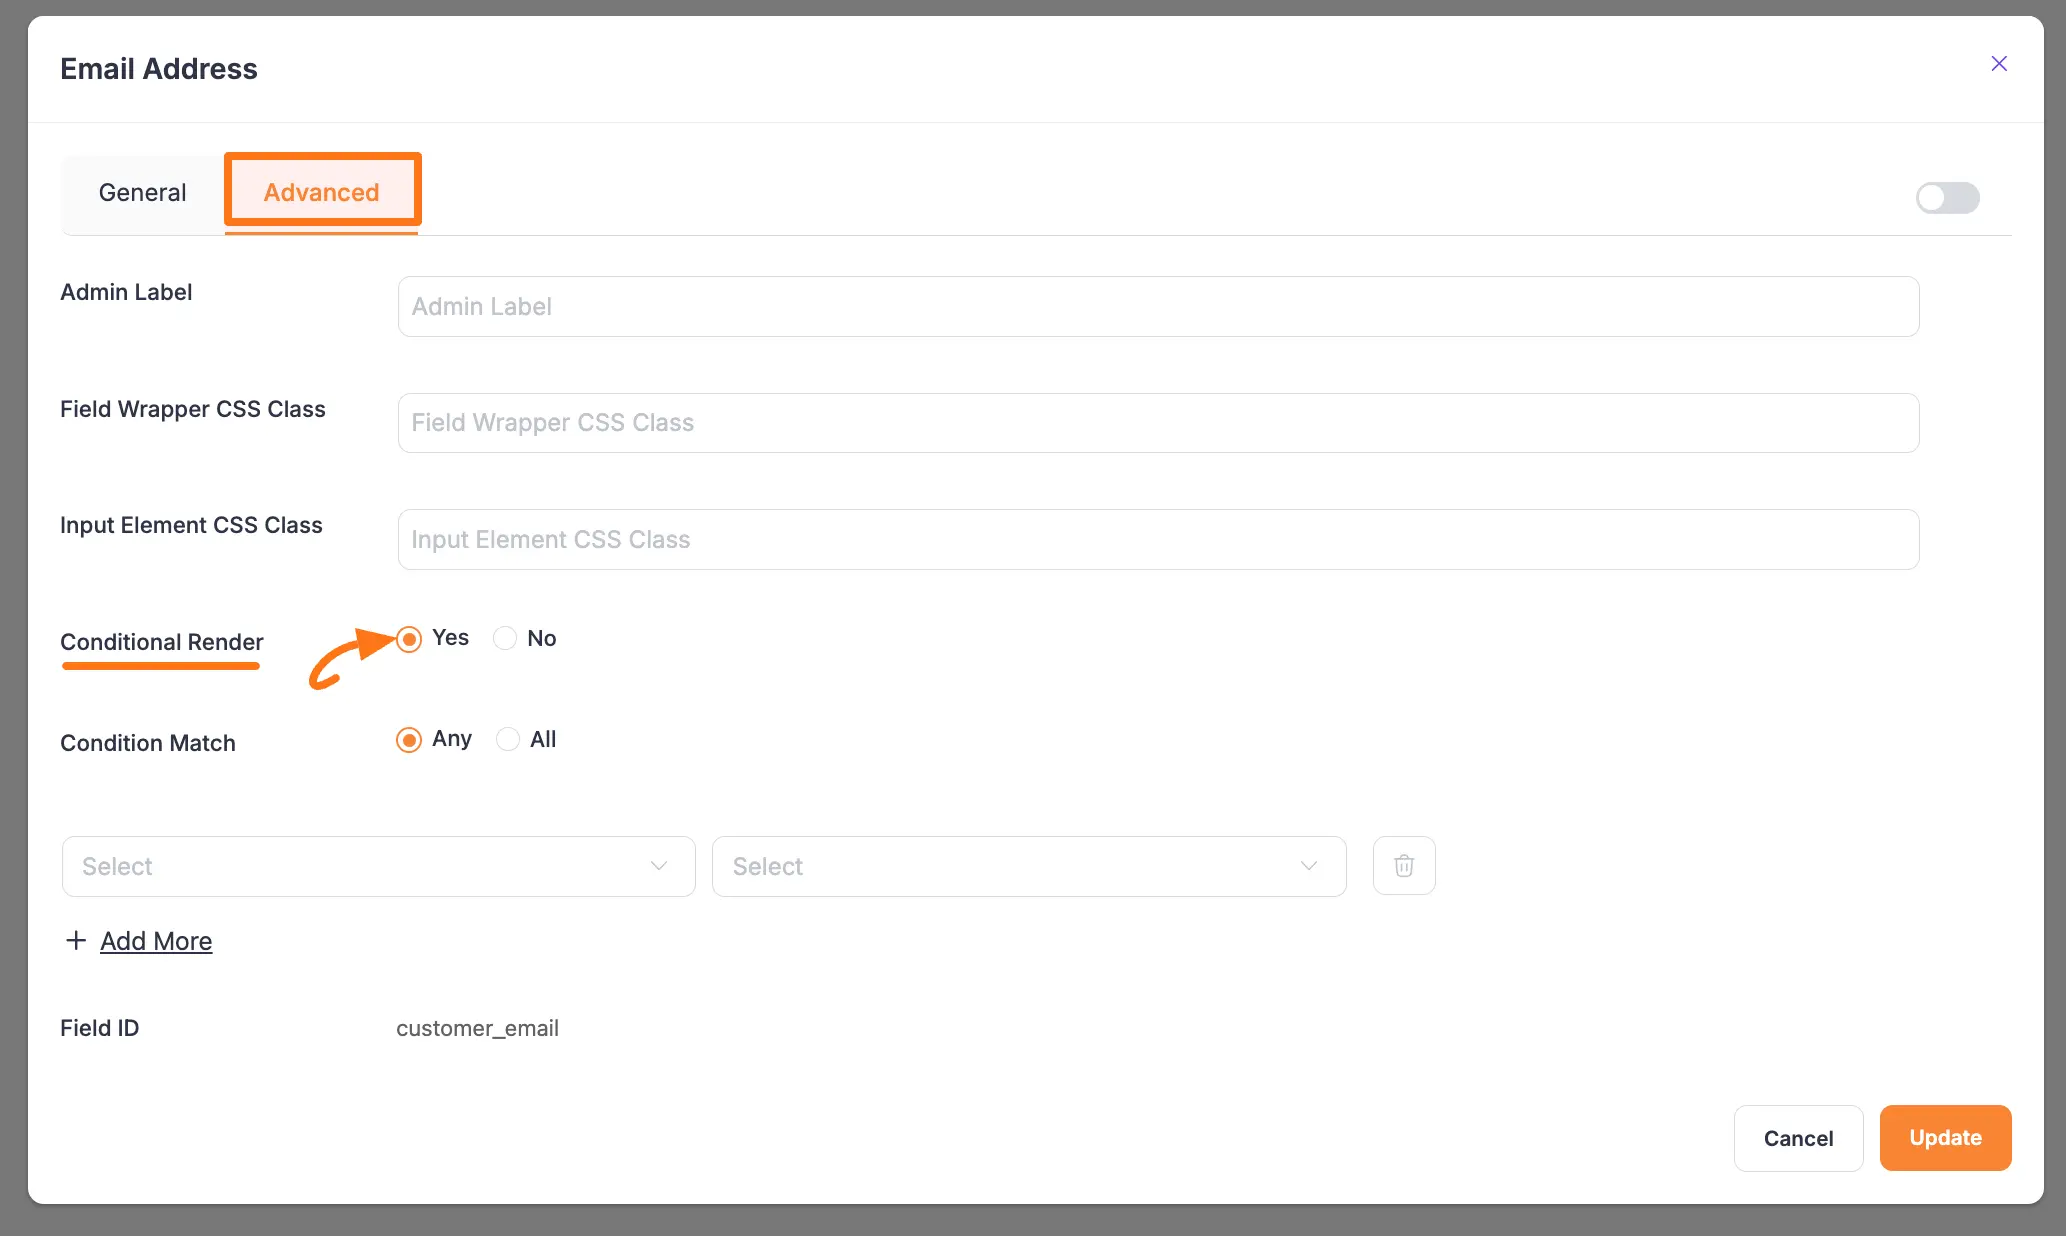 Email Address
General
Advanced
Admin Label
Admin Label
Field Wrapper CSS Class
Field Wrapper CSS Class
Input Element CSS Class
Input Element CSS Class
Conditional Render
Yes
No
Condition Match
Any
All
Select
Select
Add More
Field ID
customer_email
Cancel
Update